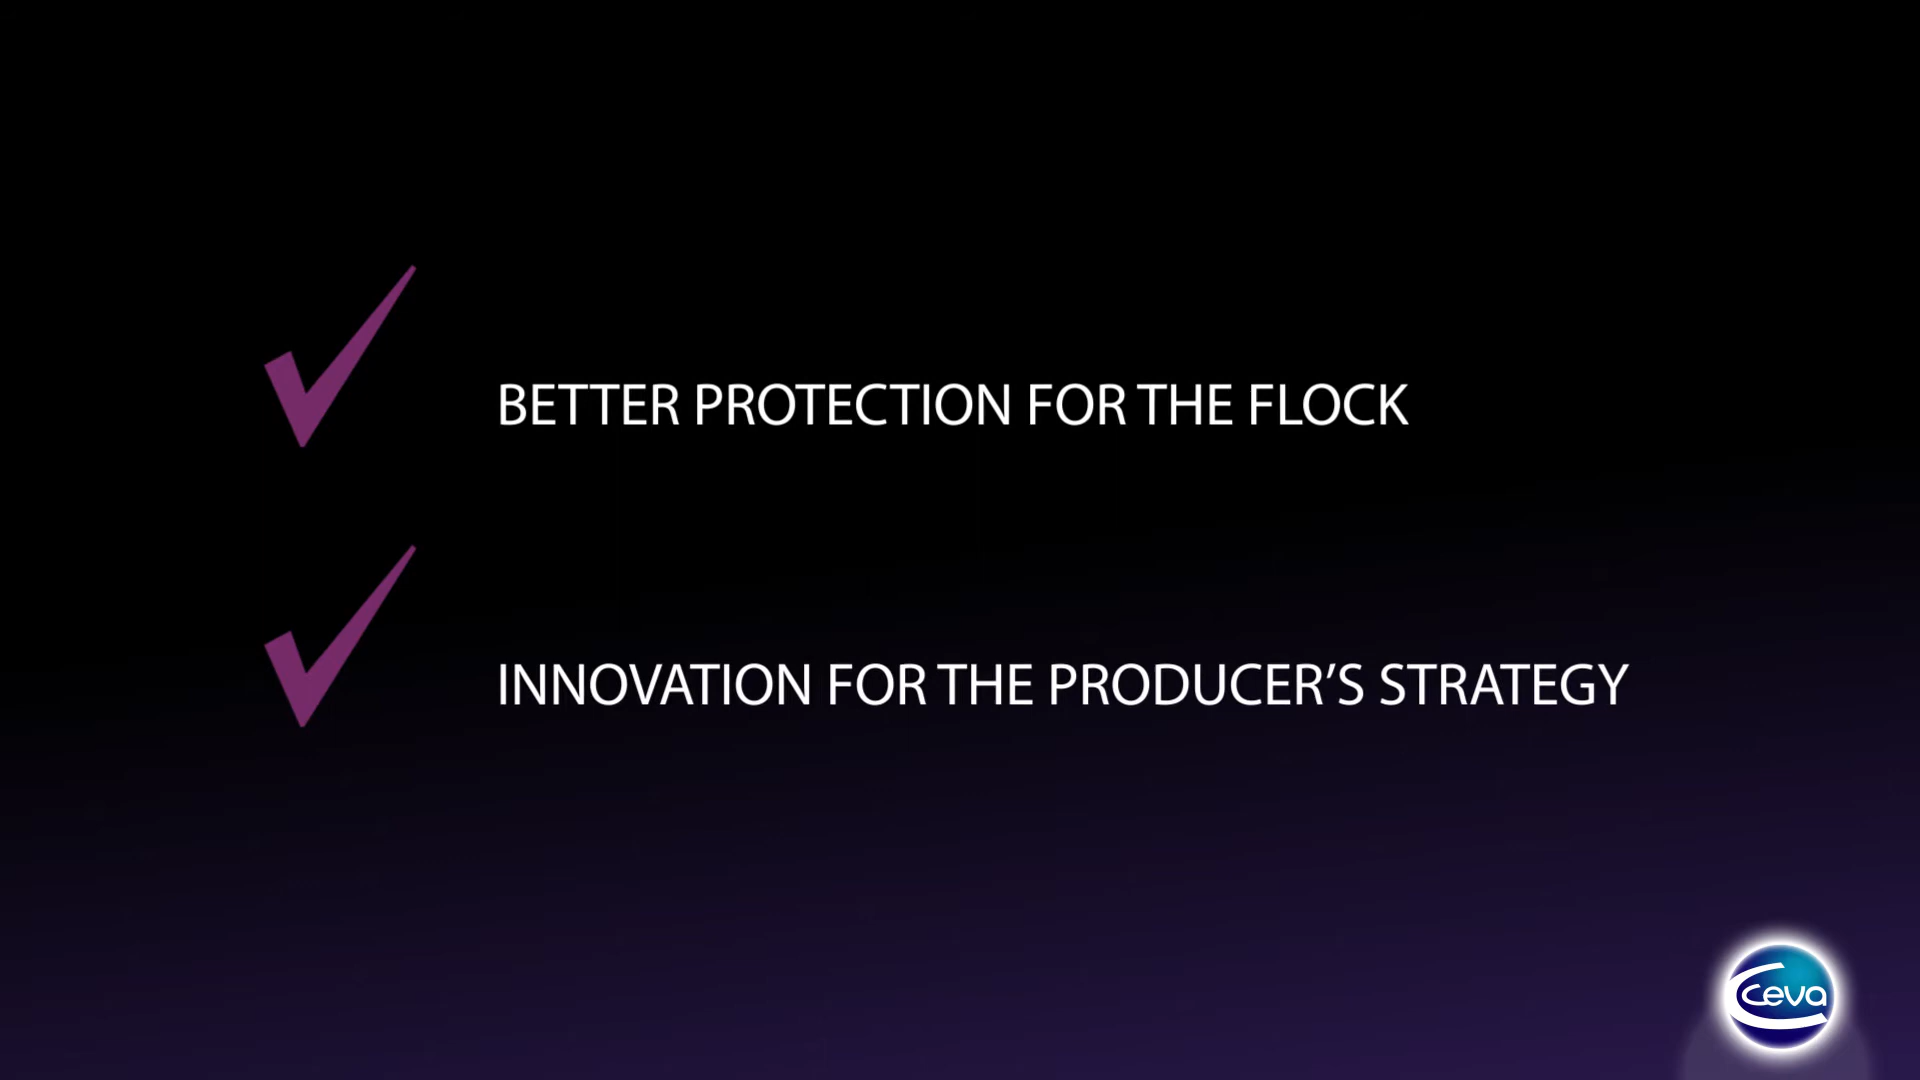 BETTER PROTECTION FOR THE FLOCK
INNOVATION FOR THE PRODUCER’S STRATEGY
Ceva